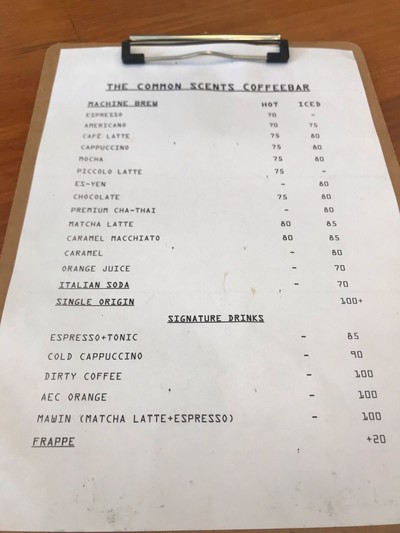 THE COMMON SCENTS COFFEEBAR
MACHINE BREW HOT ICED
ESPRESSO 70 -
AMERICANO 70 75
CAFÉ LATTE 75 80
CAPPUCCINO 75 80
MOCHA 75 80
PICCOLO LATTE 75 -
ES-YEN - 80
CHOCOLATE 75 80
PREMIUM CHA-THAI - 80
MATCHA LATTE 80 85
CARAMEL MACCHIATO 80 85
CARAMEL - 80
ORANGE JUICE - 70
ITALIAN SODA - 70
SINGLE ORIGIN 100+
SIGNATURE DRINKS
ESPRESSO+TONIC - 85
COLD CAPPUCCINO - 90
DIRTY COFFEE - 100
AEC ORANGE - 100
MAWIN (MATCHA LATTE+ESPRESSO) - 100
FRAPPE +20